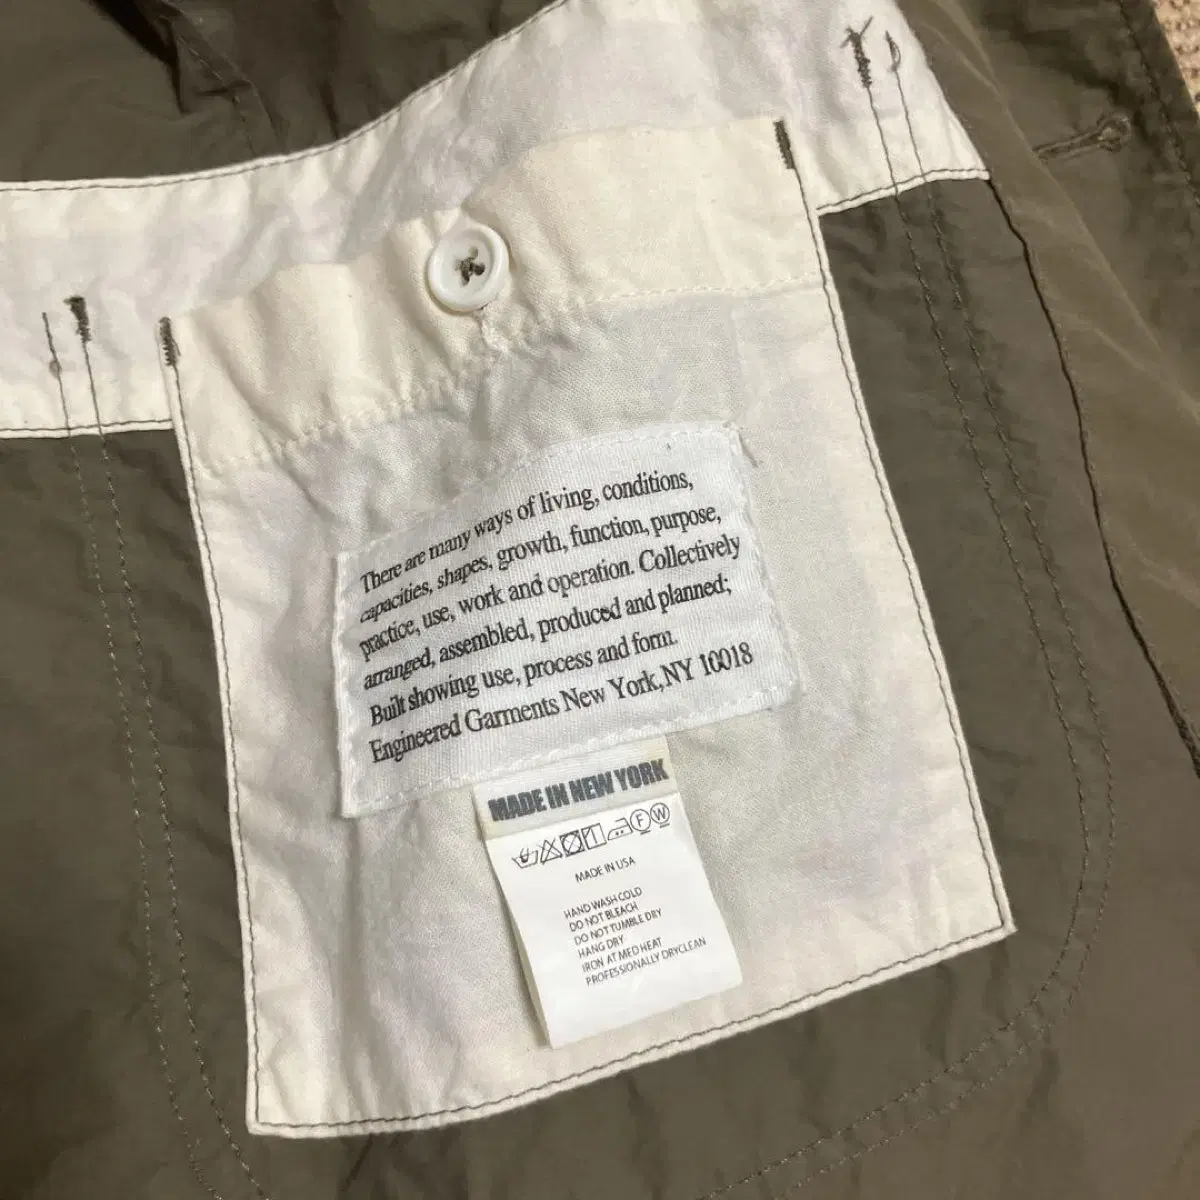 There are many ways of living, conditions,
capacities, shapes, growth, function, purpose,
practice, use, work and operation. Collectively
arranged, assembled, produced and planned;
Built showing use, process and form.
Engineered Garments New York, NY 10018
MADE IN NEW YORK
F W
MADE IN USA
HAND WASH COLD
DO NOT BLEACH
DO NOT TUMBLE DRY
HANG DRY
IRON AT MED HEAT
PROFESSIONALLY DRYCLEAN